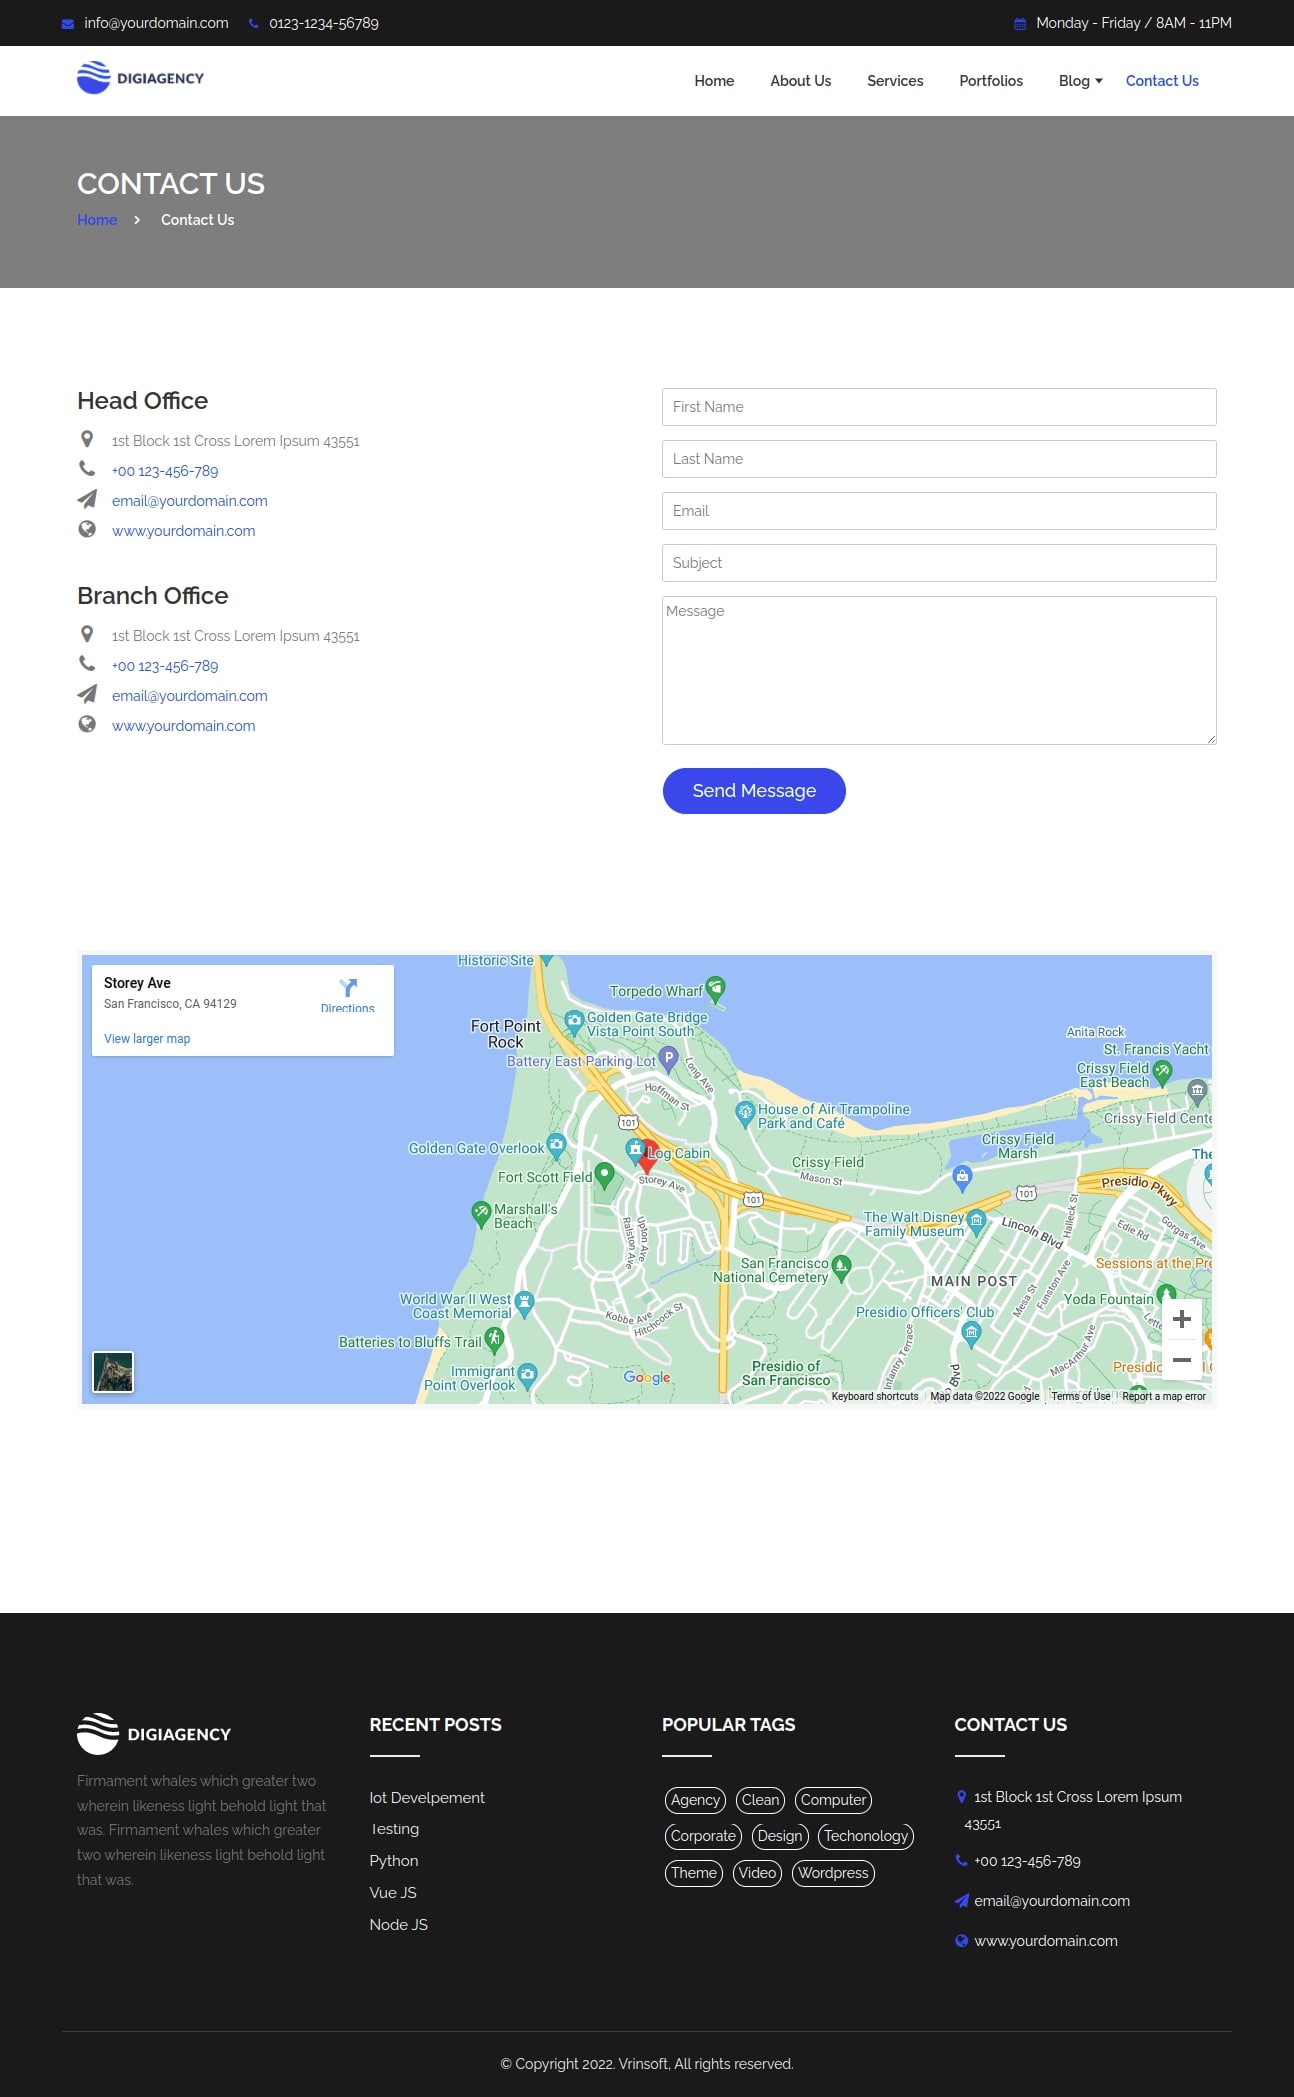 info@yourdomain.com 0123-1234-56789 Monday - Friday / 8AM - 11PM
DIGIAGENCY Home About Us Services Portfolios Blog Contact Us
CONTACT US
Home Contact Us
Head Office
1st Block 1st Cross Lorem Ipsum 43551
+00 123-456-789
email@yourdomain.com
www.yourdomain.com
Branch Office
1st Block 1st Cross Lorem Ipsum 43551
+00 123-456-789
email@yourdomain.com
www.yourdomain.com
First Name
Last Name
Email
Subject
Message
Send Message
Storey Ave
San Francisco, CA 94129
Directions
View larger map
Historic Site
Torpedo Wharf
Golden Gate Bridge
Vista Point South
Fort Point
Rock
Battery East Parking Lot
P
Long Ave
Hoffman St
Anita Rock
St. Francis Yacht
Crissy Field
East Beach
Crissy Field Cente
House of Air Trampoline
Park and Café
101
Golden Gate Overlook
Log Cabin
Crissy Field
Marsh
Crissy Field
Mason St
The
Fort Scott Field
Storey Ave
101
101
Presidio Pkwy
Marshall's
Beach
Upton Ave
Ralston Ave
The Walt Disney
Family Museum
Lincoln Blvd
Halleck St
Edie Rd
Gorgas Ave
San Francisco
National Cemetery
Sessions at the Pre
MAIN POST
Funston Ave
Mesa St
Yoda Fountain
World War II West
Coast Memorial
Kobbe Ave
Hitchcock St
Presidio Officers' Club
Lette
Batteries to Bluffs Trail
Infantry Terrace
MacArthur Ave
Immigrant
Point Overlook
Google
Presidio of
San Francisco
Presidio
Keyboard shortcuts Map data ©2022 Google Terms of Use Report a map error
DIGIAGENCY
Firmament whales which greater two
wherein likeness light behold light that
was. Firmament whales which greater
two wherein likeness light behold light
that was.
RECENT POSTS
Iot Develpement
Testing
Python
Vue JS
Node JS
POPULAR TAGS
Agency Clean Computer
Corporate Design Techonology
Theme Video Wordpress
CONTACT US
1st Block 1st Cross Lorem Ipsum
43551
+00 123-456-789
email@yourdomain.com
www.yourdomain.com
© Copyright 2022. Vrinsoft, All rights reserved.